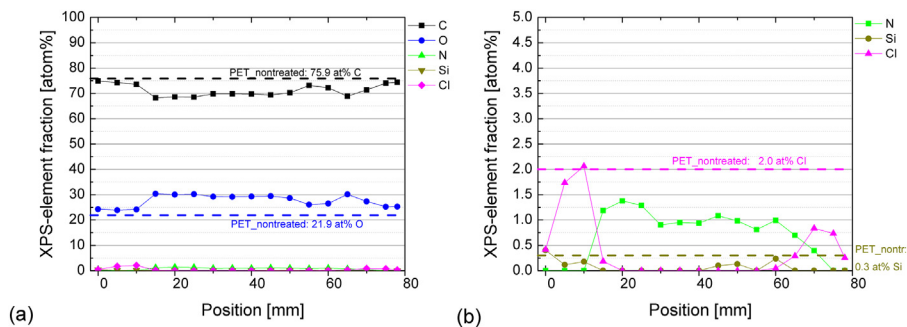 (a)
XPS-element fraction [atom%]
100
90
80
70
60
50
40
30
20
10
0
PET_nontreated: 75.9 at% C
PET_nontreated: 21.9 at% O
0 20 40 60 80
Position [mm]
C
O
N
Si
Cl
(b)
XPS-element fraction [atom%]
5.0
4.5
4.0
3.5
3.0
2.5
2.0
1.5
1.0
0.5
0.0
PET_nontreated: 2.0 at% Cl
PET_nontr:
0.3 at% Si
0 20 40 60 80
Position [mm]
N
Si
Cl